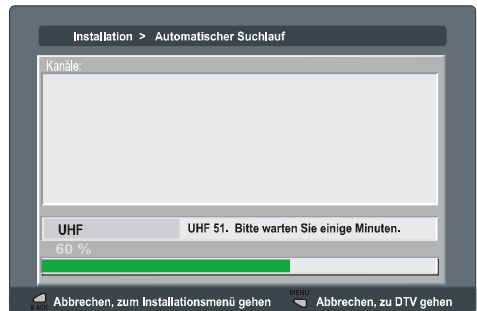 Installation > Automatischer Suchlauf
Kanäle:
UHF
UHF 51. Bitte warten Sie einige Minuten.
60 %
BACK
Abbrechen, zum Installationsmenü gehen
MENU
Abbrechen, zu DTV gehen